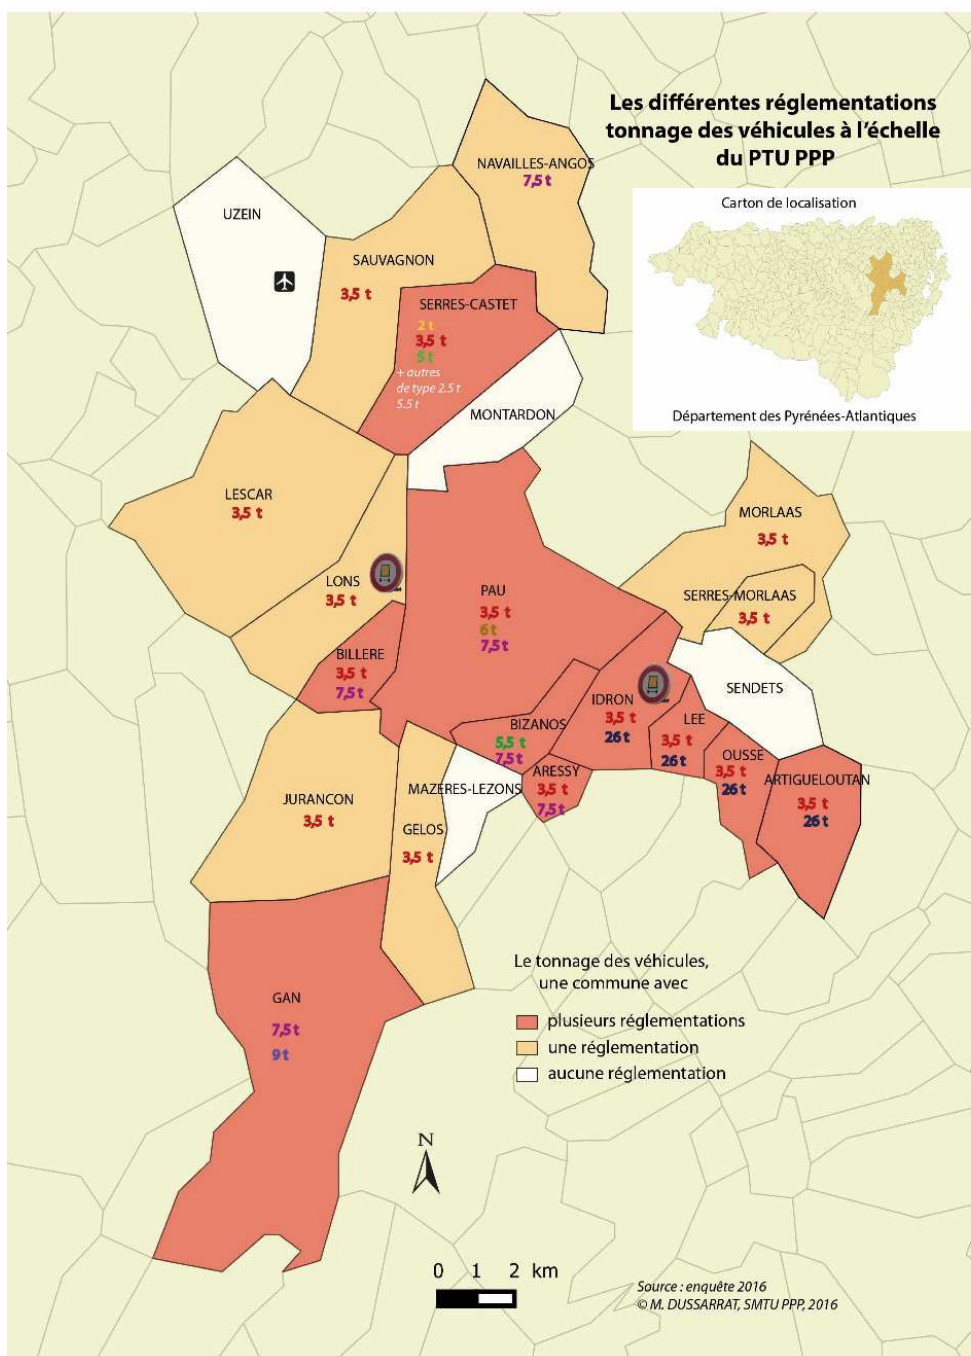 Les différentes réglementations
tonnage des véhicules à l'échelle
du PTU PPP
Carton de localisation
Département des Pyrénées-Atlantiques
NAVAILLES-ANGOS
7,5 t
UZEIN
SAUVAGNON
3,5 t
SERRES-CASTET
2 t
3,5 t
5 t
+ autres
de type 2.5 t
5.5 t
MONTARDON
LESCAR
3,5 t
MORLAAS
3,5 t
LONS
3,5 t
PAU
3,5 t
6 t
7,5 t
SERRES-MORLAAS
3,5 t
BILLERE
3,5 t
7,5 t
SENDETS
IDRON
3,5 t
26 t
LEE
3,5 t
26 t
BIZANOS
5,5 t
7,5 t
OUSSE
3,5 t
26 t
ARESSY
3,5 t
7,5 t
ARTIGUELOUTAN
3,5 t
26 t
MAZERES-LEZONS
JURANCON
3,5 t
GELOS
3,5 t
GAN
7,5 t
9 t
Le tonnage des véhicules,
une commune avec
plusieurs réglementations
une réglementation
aucune réglementation
N
0 1 2 km
Source : enquête 2016
© M. DUSSARRAT, SMTU PPP, 2016